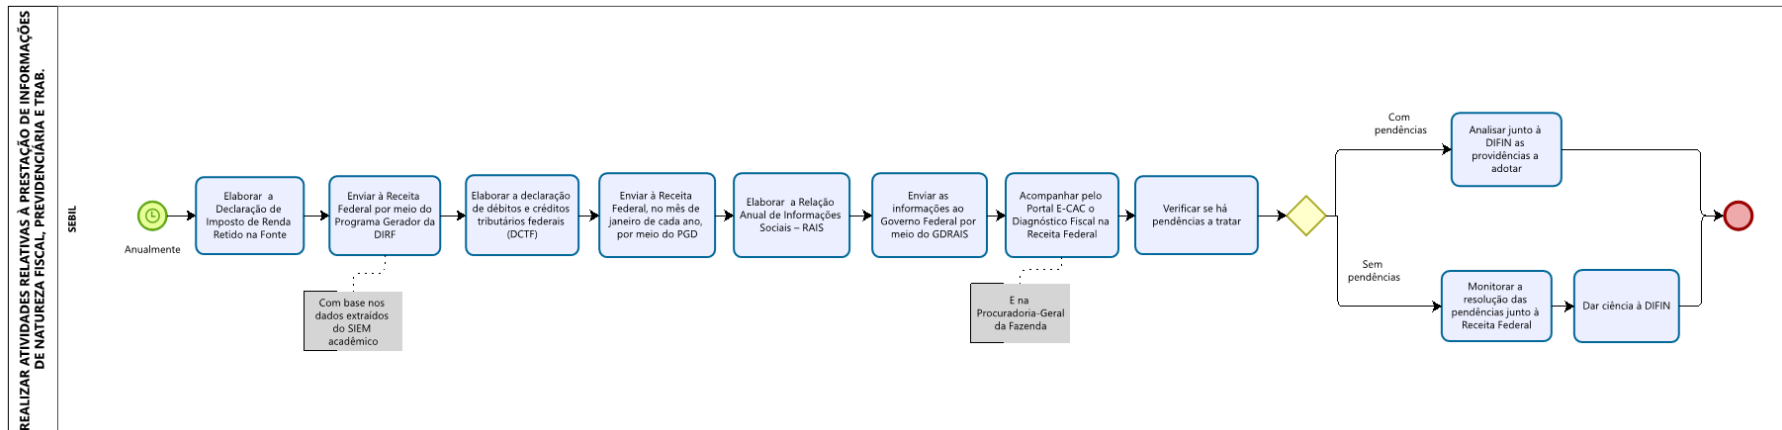 REALIZAR ATIVIDADES RELATIVAS À PRESTAÇÃO DE INFORMAÇÕES
DE NATUREZA FISCAL, PREVIDENCIÁRIA E TRAB.
SEBIL
Anualmente
Elaborar a
Declaração de
Imposto de Renda
Retido na Fonte
Enviar à Receita
Federal por meio do
Programa Gerador da
DIRF
Com base nos
dados extraídos
do SIEM
acadêmico
Elaborar a declaração
de débitos e créditos
tributários federais
(DCTF)
Enviar à Receita
Federal, no mês de
janeiro de cada ano,
por meio do PGD
Elaborar a Relação
Anual de Informações
Sociais – RAIS
Enviar as
informações ao
Governo Federal por
meio do GDRAIS
Acompanhar pelo
Portal E-CAC o
Diagnóstico Fiscal na
Receita Federal
E na
Procuradoria-Geral
da Fazenda
Verificar se há
pendências a tratar
Com
pendências
Analisar junto à
DIFIN as
providências a
adotar
Sem
pendências
Monitorar a
resolução das
pendências junto à
Receita Federal
Dar ciência à DIFIN